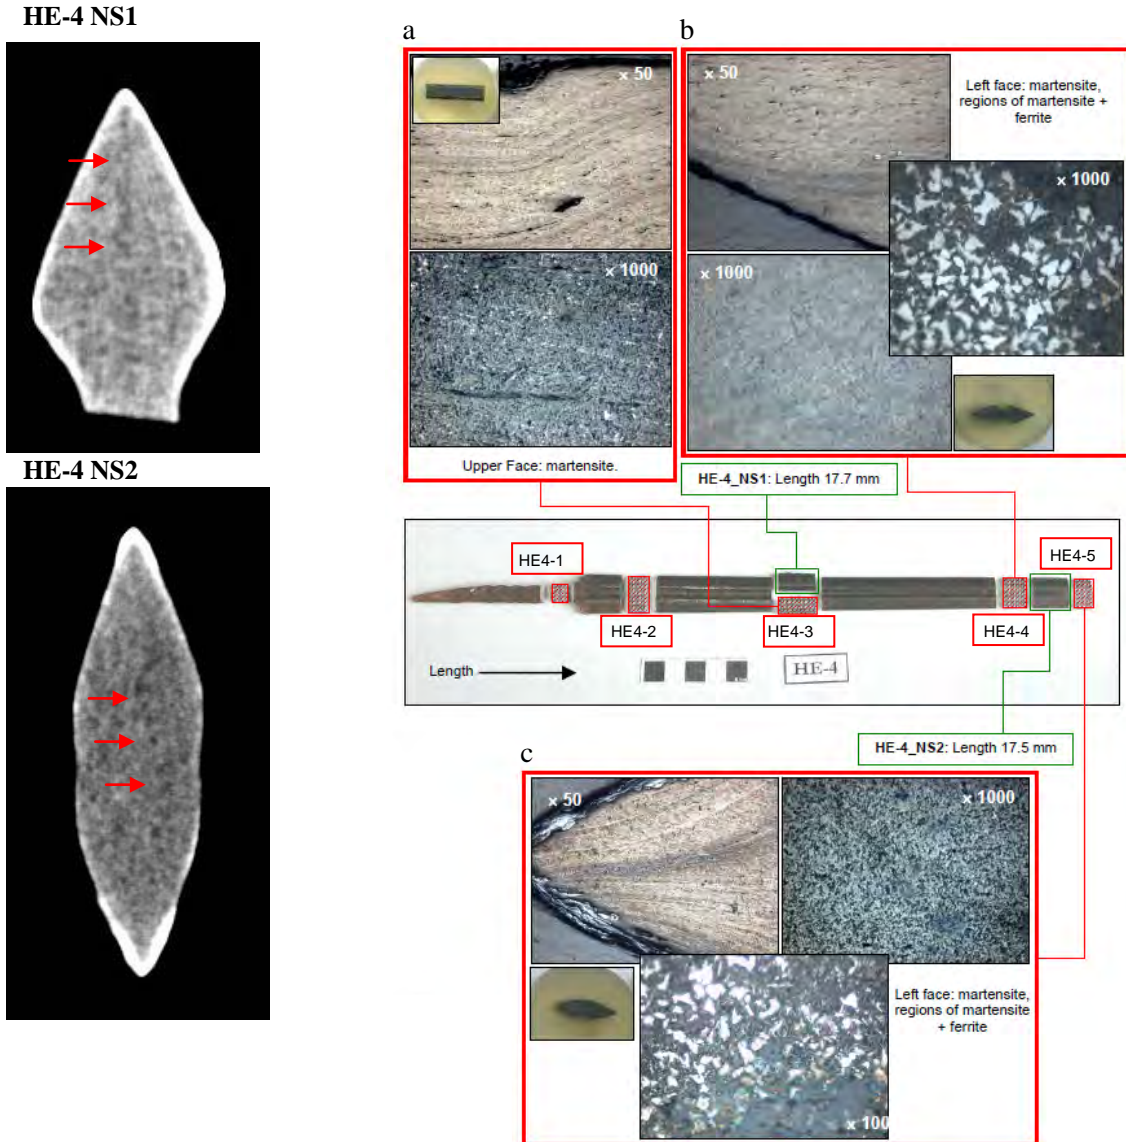 HE-4 NS1
HE-4 NS2
a
x 50
x 1000
Upper Face: martensite.
b
x 50
Left face: martensite,
regions of martensite +
ferrite
x 1000
x 1000
HE-4_NS1: Length 17.7 mm
HE4-1
HE4-2
HE4-3
HE4-4
HE4-5
Length
HE-4
HE-4_NS2: Length 17.5 mm
c
x 50
x 1000
Left face: martensite,
regions of martensite
+ ferrite
x 100